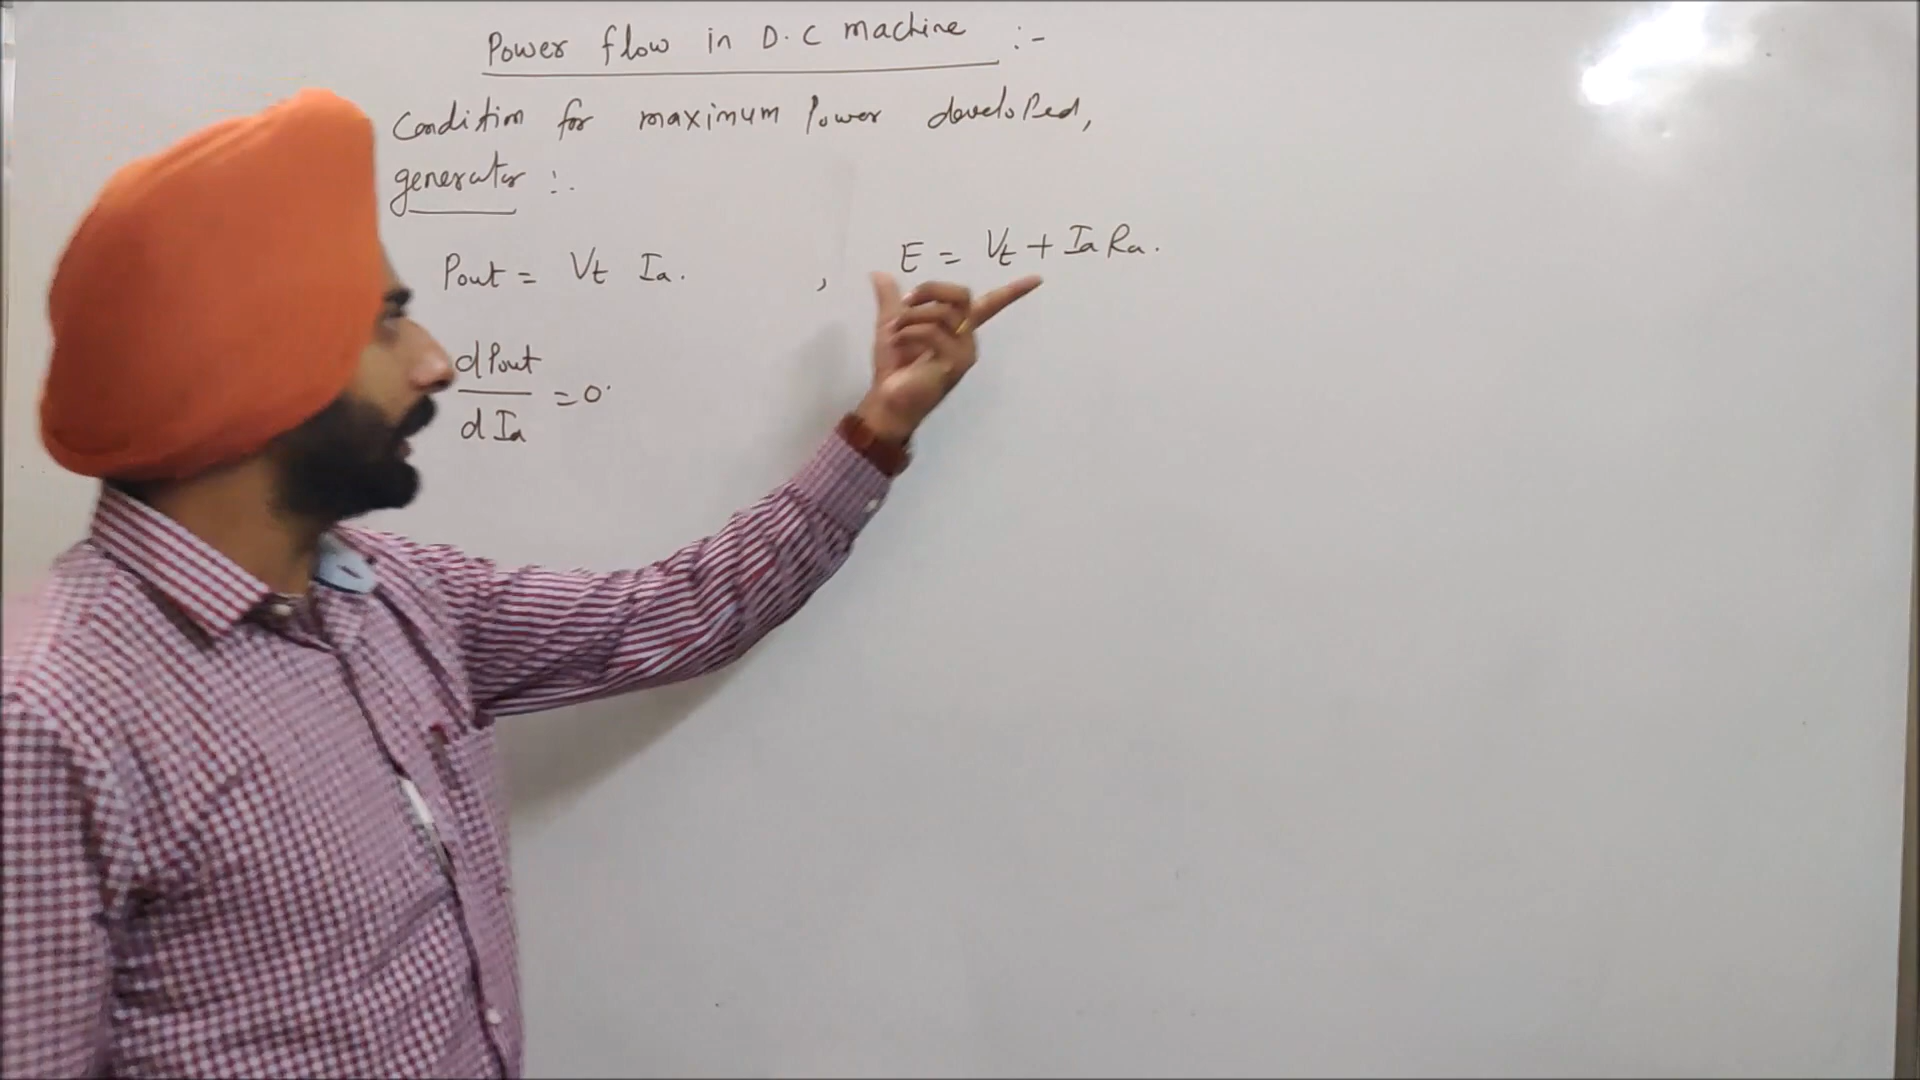 Power flow in D.C machine :-
Condition for maximum Power developed,
generator :.
Pout = Vt Ia. , E = Vt + Ia Ra.
dPout
dIa
=0